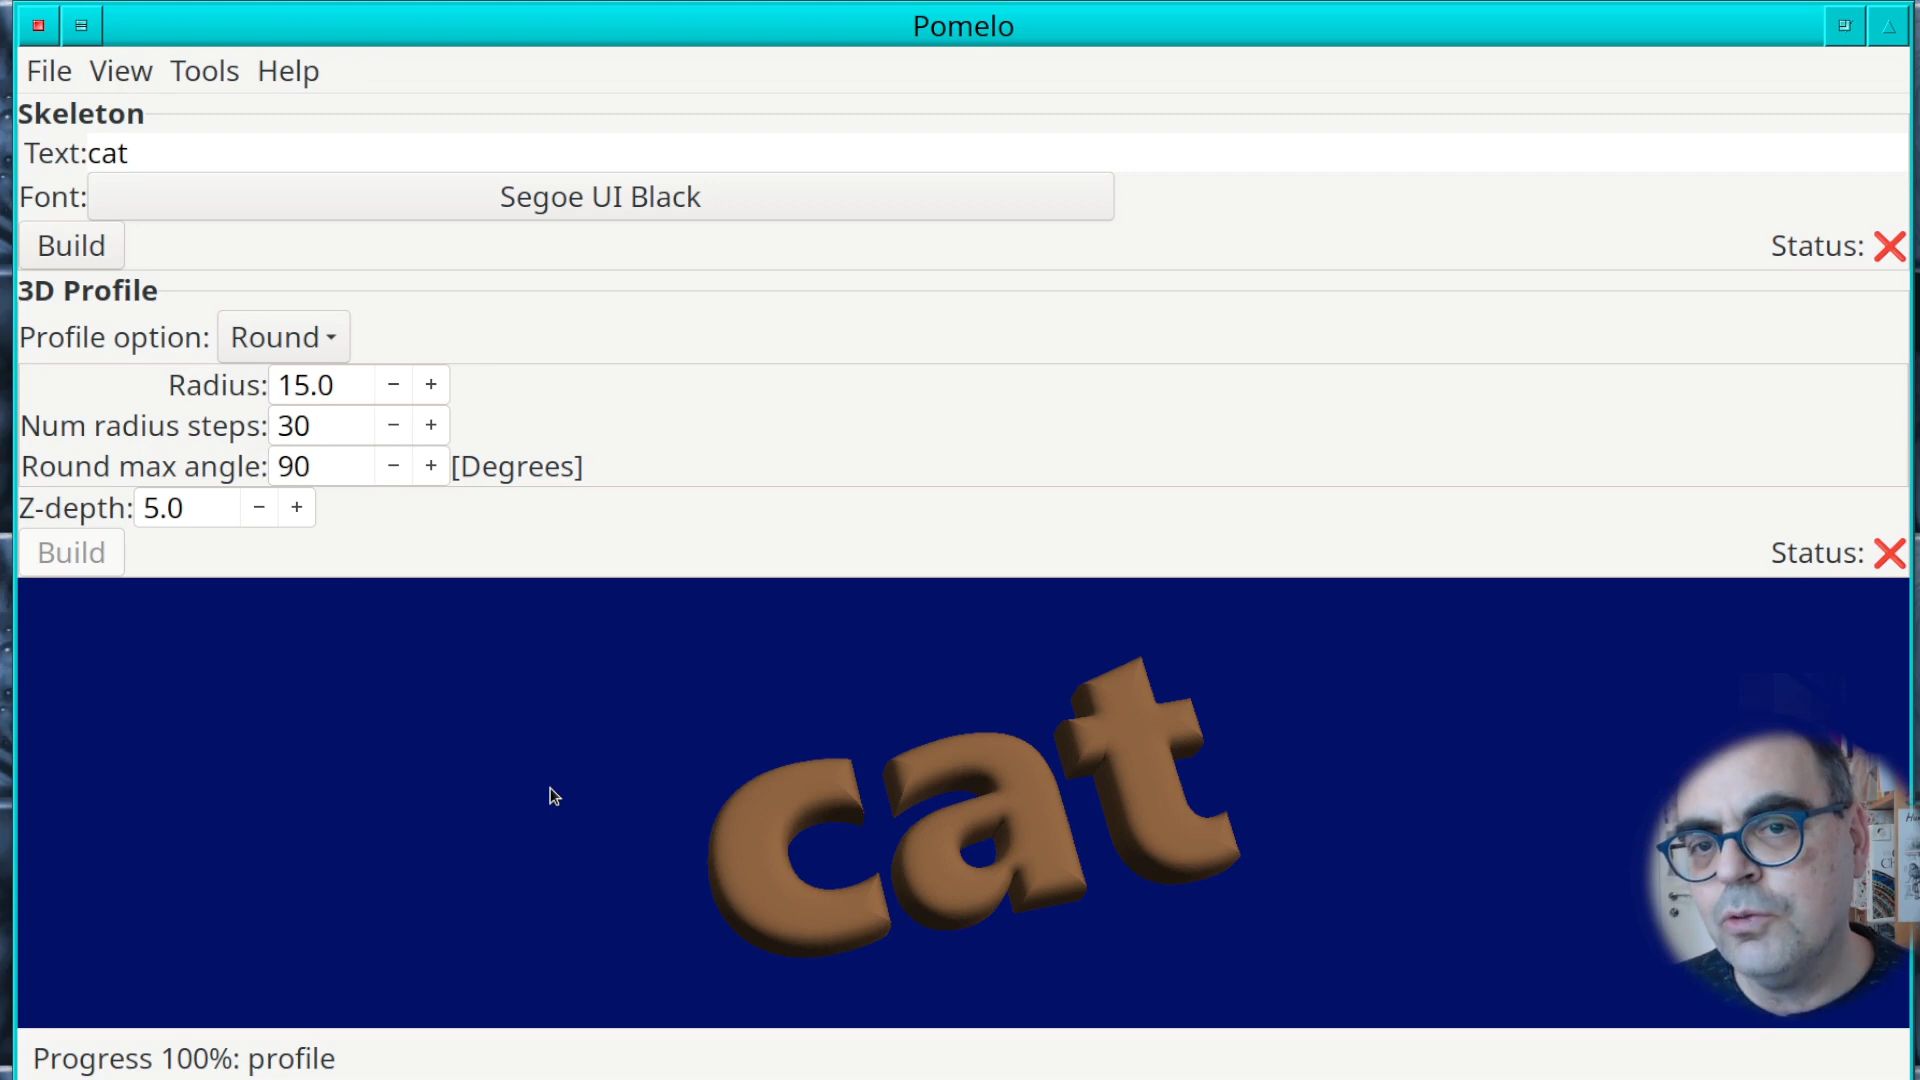 Pomelo
File View Tools Help
Skeleton
Text: cat
Font: Segoe UI Black
Build Status: ❌
3D Profile
Profile option: Round
Radius: 15.0 − +
Num radius steps: 30 − +
Round max angle: 90 − + [Degrees]
Z-depth: 5.0 − +
Build Status: ❌
cat
Progress 100%: profile